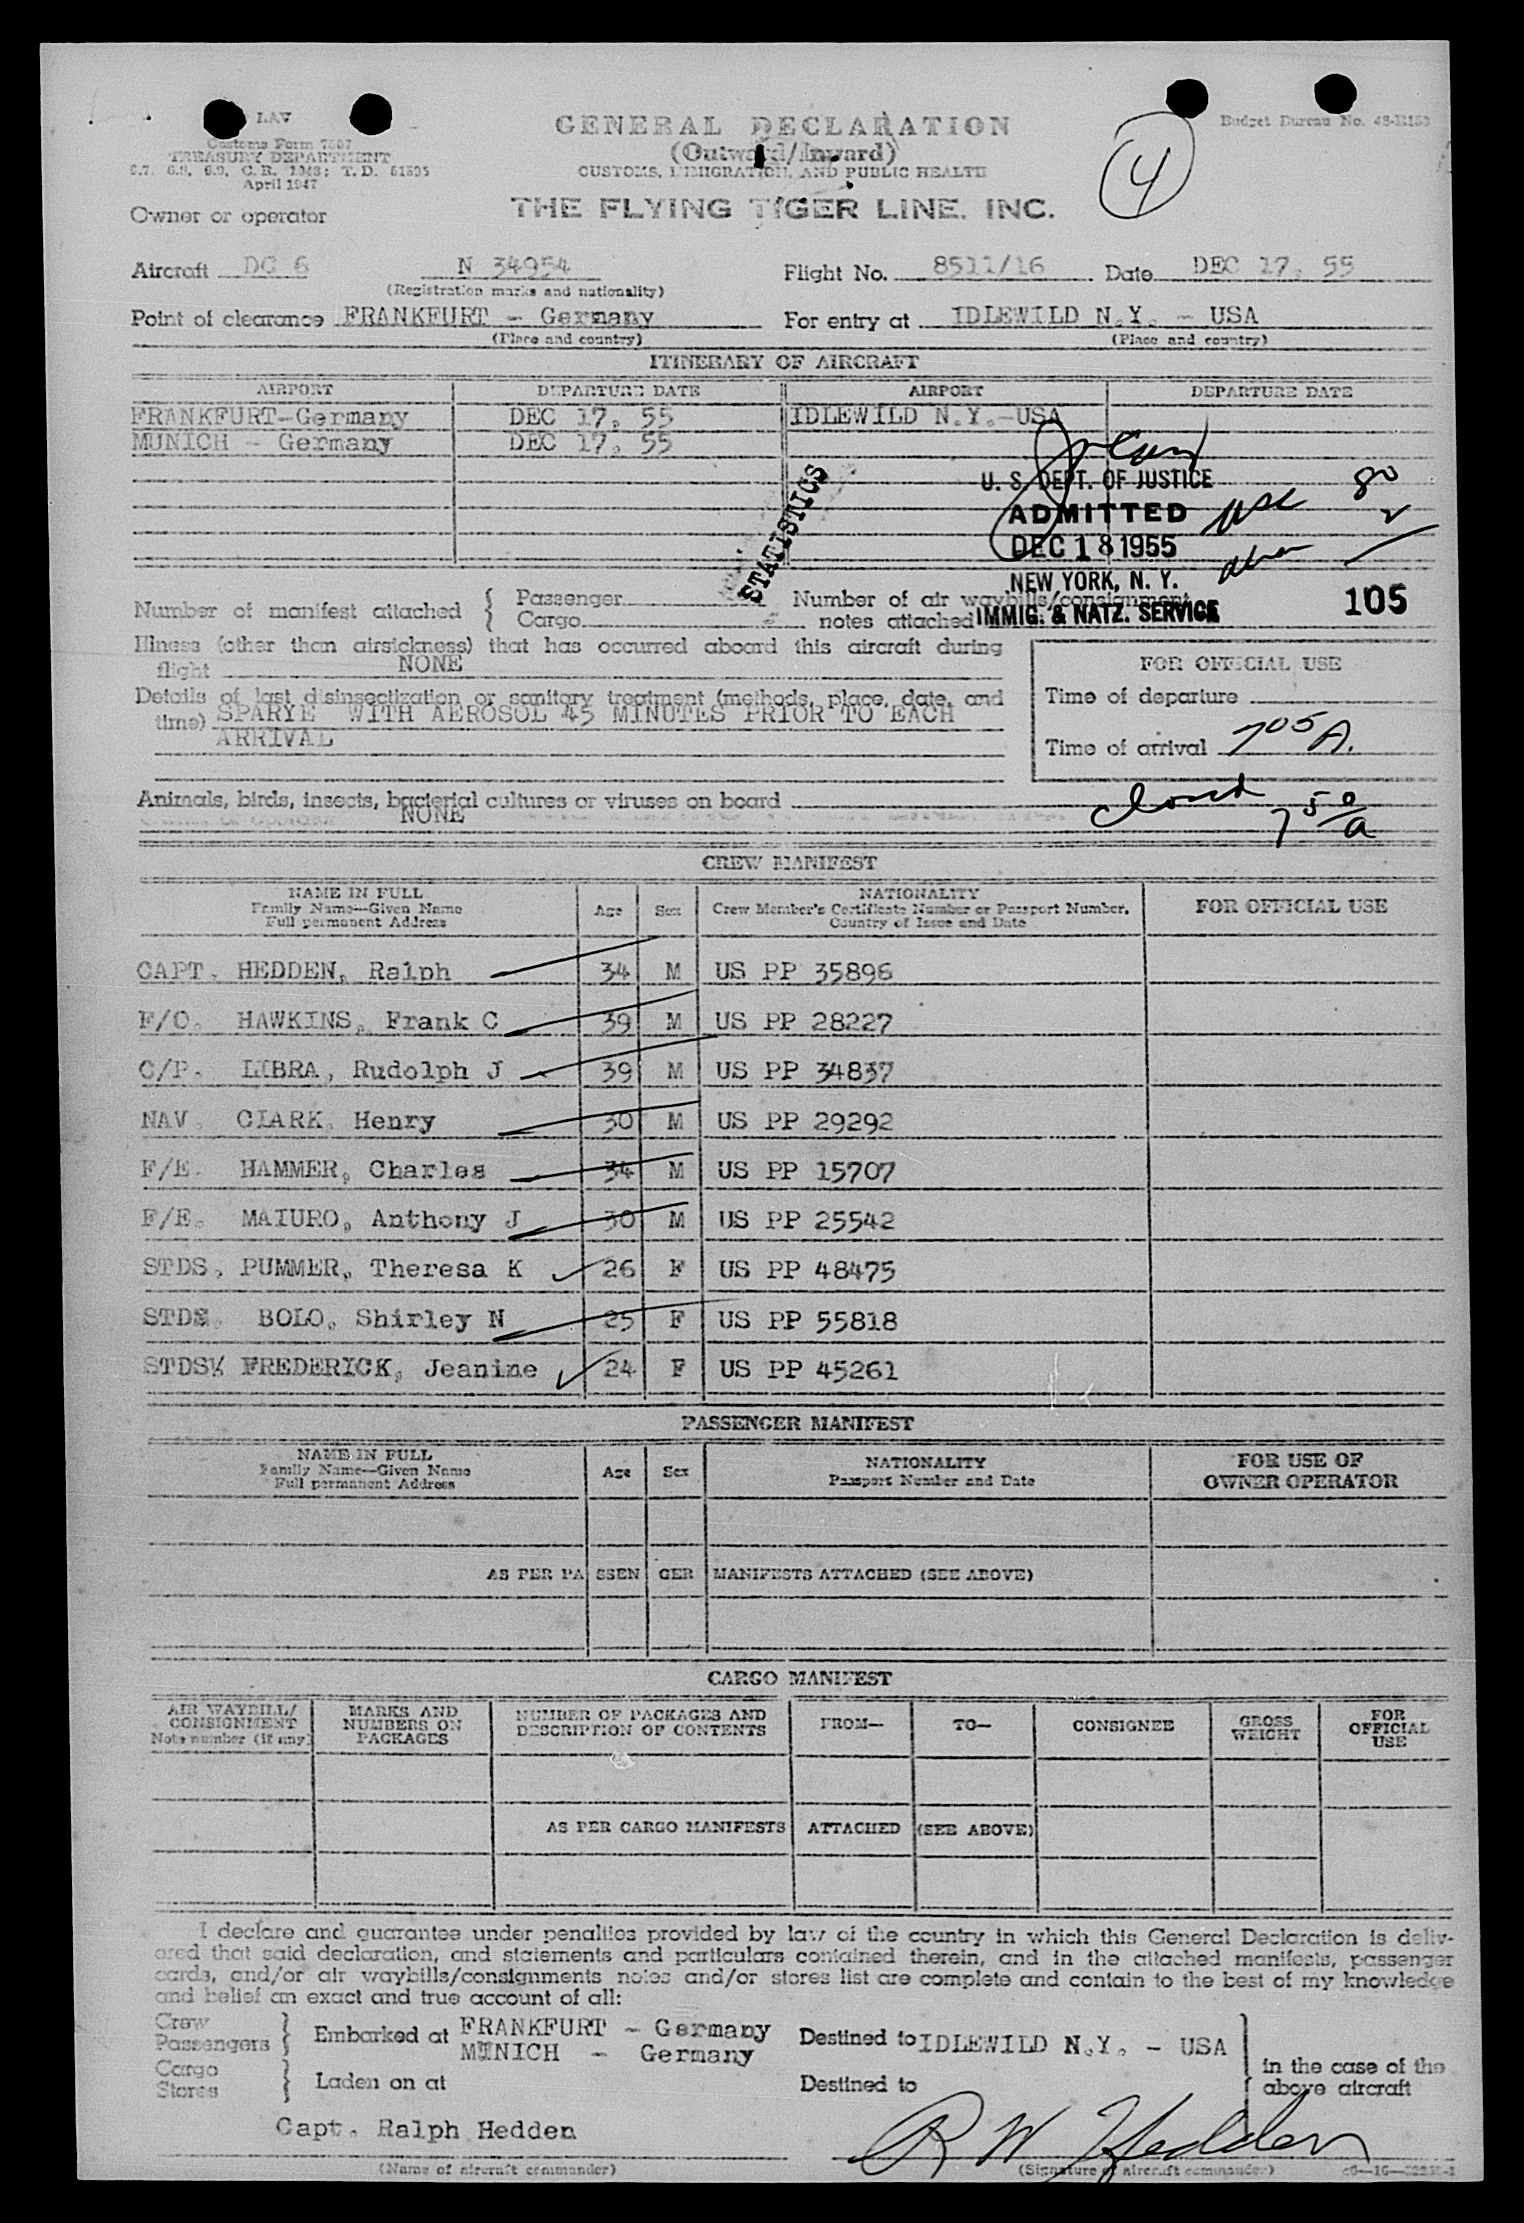 LAV
Customs Form 7507
TREASURY DEPARTMENT
April 1947
GENERAL DECLARATION
(Outward/Inward)
CUSTOMS, IMMIGRATION, AND PUBLIC HEALTH
Budget Bureau No.
4
Owner or operator
THE FLYING TIGER LINE. INC.
Aircraft DC 6 N 34954 Flight No. 8511/16 Date DEC 17, 55
(Registration marks and nationality)
Point of clearance FRANKFURT - Germany For entry at IDLEWILD N.Y. - USA
(Place and country) (Place and country)
ITINERARY OF AIRCRAFT
AIRPORT DEPARTURE DATE AIRPORT DEPARTURE DATE
FRANKFURT-Germany DEC 17, 55 IDLEWILD N.Y.-USA
MUNICH - Germany DEC 17, 55
STATISTICS
U. S. DEPT. OF JUSTICE
ADMITTED
DEC 18 1955
NEW YORK, N. Y.
IMMIG. & NATZ. SERVICE
usc 80
alien 2
105
Number of manifest attached { Passenger Number of air waybills/consignment
Cargo notes attached
Illness (other than airsickness) that has occurred aboard this aircraft during
flight NONE
Details of last disinsectization or sanitary treatment (methods, place, date, and
time) SPARYE WITH AEROSOL 45 MINUTES PRIOR TO EACH
ARRIVAL
FOR OFFICIAL USE
Time of departure
Time of arrival 705 A.
Animals, birds, insects, bacterial cultures or viruses on board
NONE
closed 750/a
CREW MANIFEST
NAME IN FULL
Family Name—Given Name
Full permanent Address
Age Sex
NATIONALITY
Crew Member's Certificate Number or Passport Number,
Country of Issue and Date
FOR OFFICIAL USE
CAPT. HEDDEN, Ralph 34 M US PP 35896
F/O. HAWKINS, Frank C 39 M US PP 28227
C/P. LIBRA, Rudolph J 39 M US PP 34837
NAV. CLARK, Henry 30 M US PP 29292
F/E. HAMMER, Charles 34 M US PP 15707
F/E. MAIURO, Anthony J 30 M US PP 25542
STDS, PUMMER, Theresa K 26 F US PP 48475
STDS. BOLO, Shirley N 25 F US PP 55818
STDS. FREDERICK, Jeanine 24 F US PP 45261
PASSENGER MANIFEST
NAME IN FULL
Family Name—Given Name
Full permanent Address
Age Sex
NATIONALITY
Passport Number and Date
FOR USE OF
OWNER OPERATOR
AS PER PASSENGER MANIFESTS ATTACHED (SEE ABOVE)
CARGO MANIFEST
AIR WAYBILL/
CONSIGNMENT
Note number (if any)
MARKS AND
NUMBERS ON
PACKAGES
NUMBER OF PACKAGES AND
DESCRIPTION OF CONTENTS
FROM— TO— CONSIGNEE
GROSS
WEIGHT
FOR
OFFICIAL
USE
AS PER CARGO MANIFESTS ATTACHED (SEE ABOVE)
I declare and guarantee under penalties provided by law of the country in which this General Declaration is deliv-
ered that said declaration, and statements and particulars contained therein, and in the attached manifests, passenger
cards, and/or air waybills/consignments notes and/or stores list are complete and contain to the best of my knowledge
and belief an exact and true account of all:
Crew
Passengers } Embarked at FRANKFURT - Germany Destined to IDLEWILD N.Y. - USA
MUNICH - Germany
Cargo
Stores } Laden on at Destined to
in the case of the
above aircraft
Capt. Ralph Hedden R W Hedden
(Name of aircraft commander) (Signature of aircraft commander)